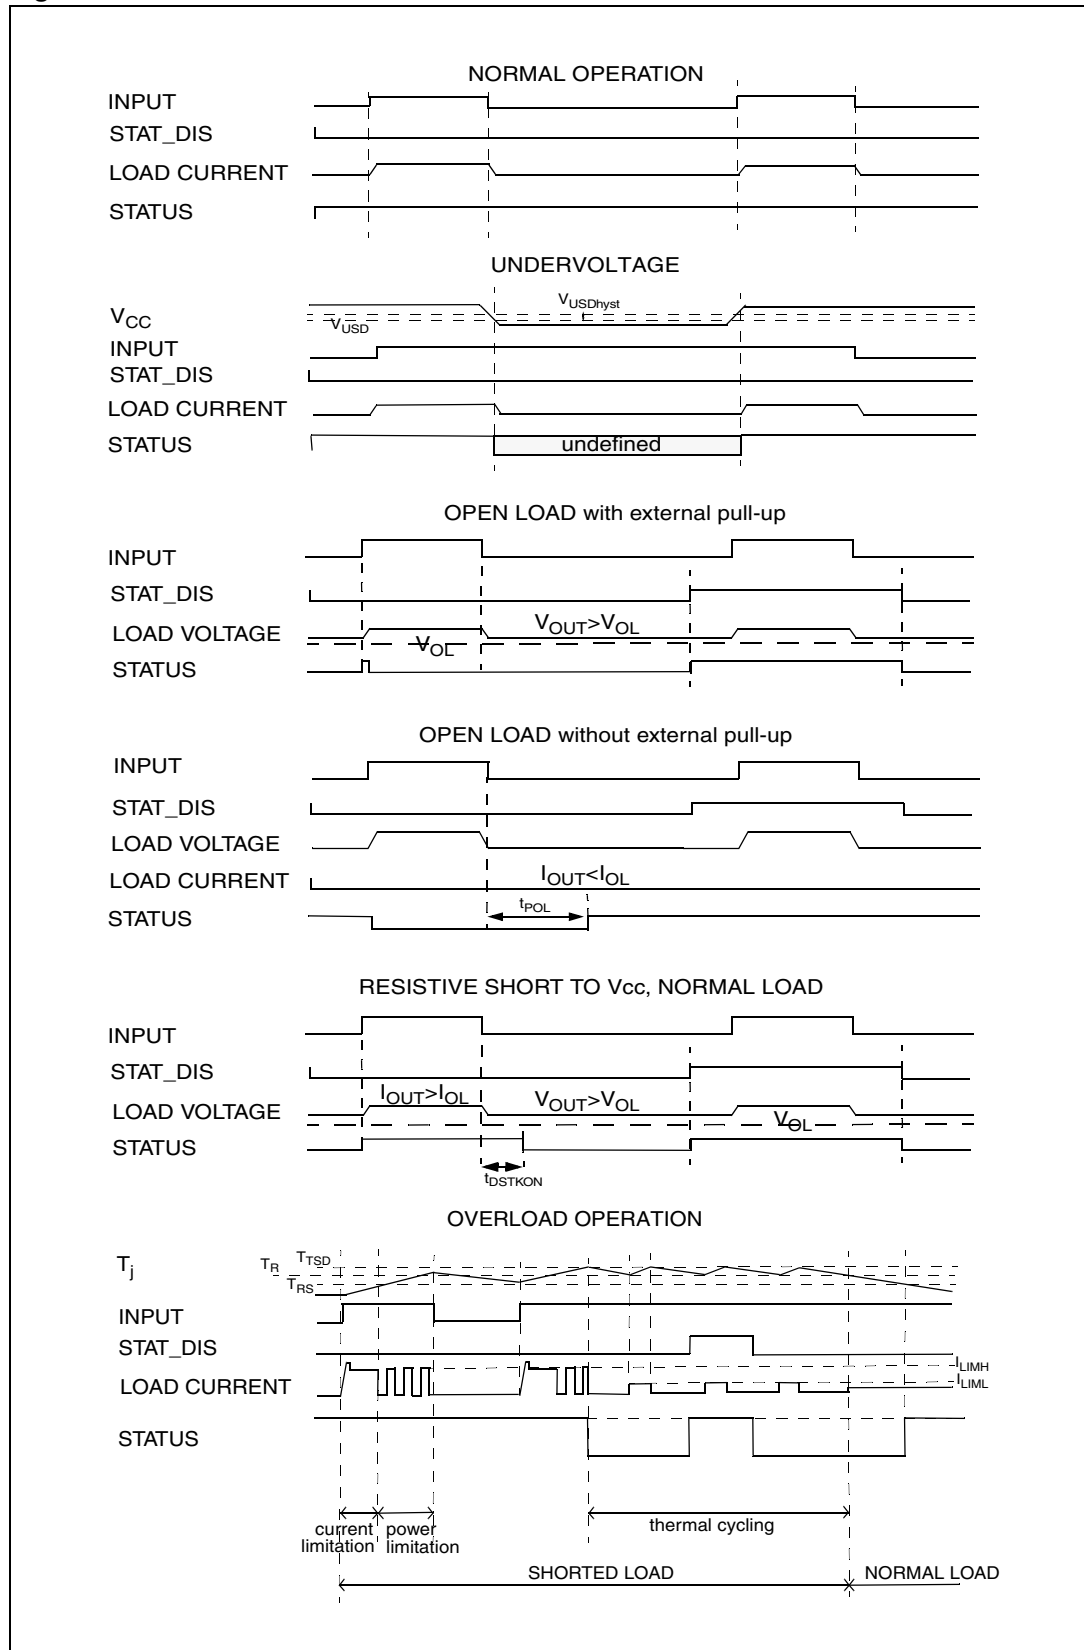 NORMAL OPERATION
INPUT
STAT_DIS
LOAD CURRENT
STATUS
UNDERVOLTAGE
VUSDhyst
VCC
VUSD
INPUT
STAT_DIS
LOAD CURRENT
STATUS
undefined
OPEN LOAD with external pull-up
INPUT
STAT_DIS
LOAD VOLTAGE
VOUT>VOL
VOL
STATUS
OPEN LOAD without external pull-up
INPUT
STAT_DIS
LOAD VOLTAGE
LOAD CURRENT
IOUT<IOL
tPOL
STATUS
RESISTIVE SHORT TO Vcc, NORMAL LOAD
INPUT
STAT_DIS
IOUT>IOL
VOUT>VOL
LOAD VOLTAGE
VOL
STATUS
tDSTKON
OVERLOAD OPERATION
Tj
TR
TTSD
TRS
INPUT
STAT_DIS
ILIMH
LOAD CURRENT
ILIML
STATUS
current limitation
power limitation
thermal cycling
SHORTED LOAD
NORMAL LOAD